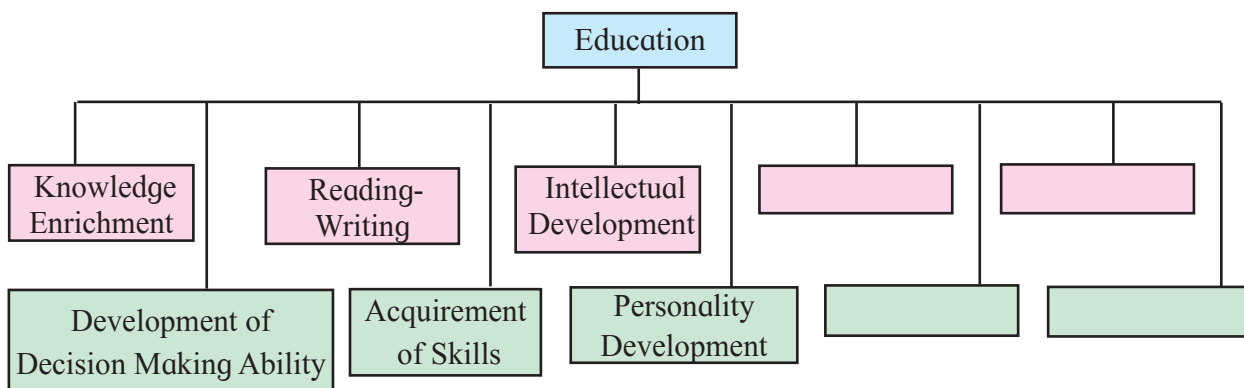 Education
Knowledge
Enrichment
Reading-
Writing
Intellectual
Development
Development of
Decision Making Ability
Acquirement
of Skills
Personality
Development